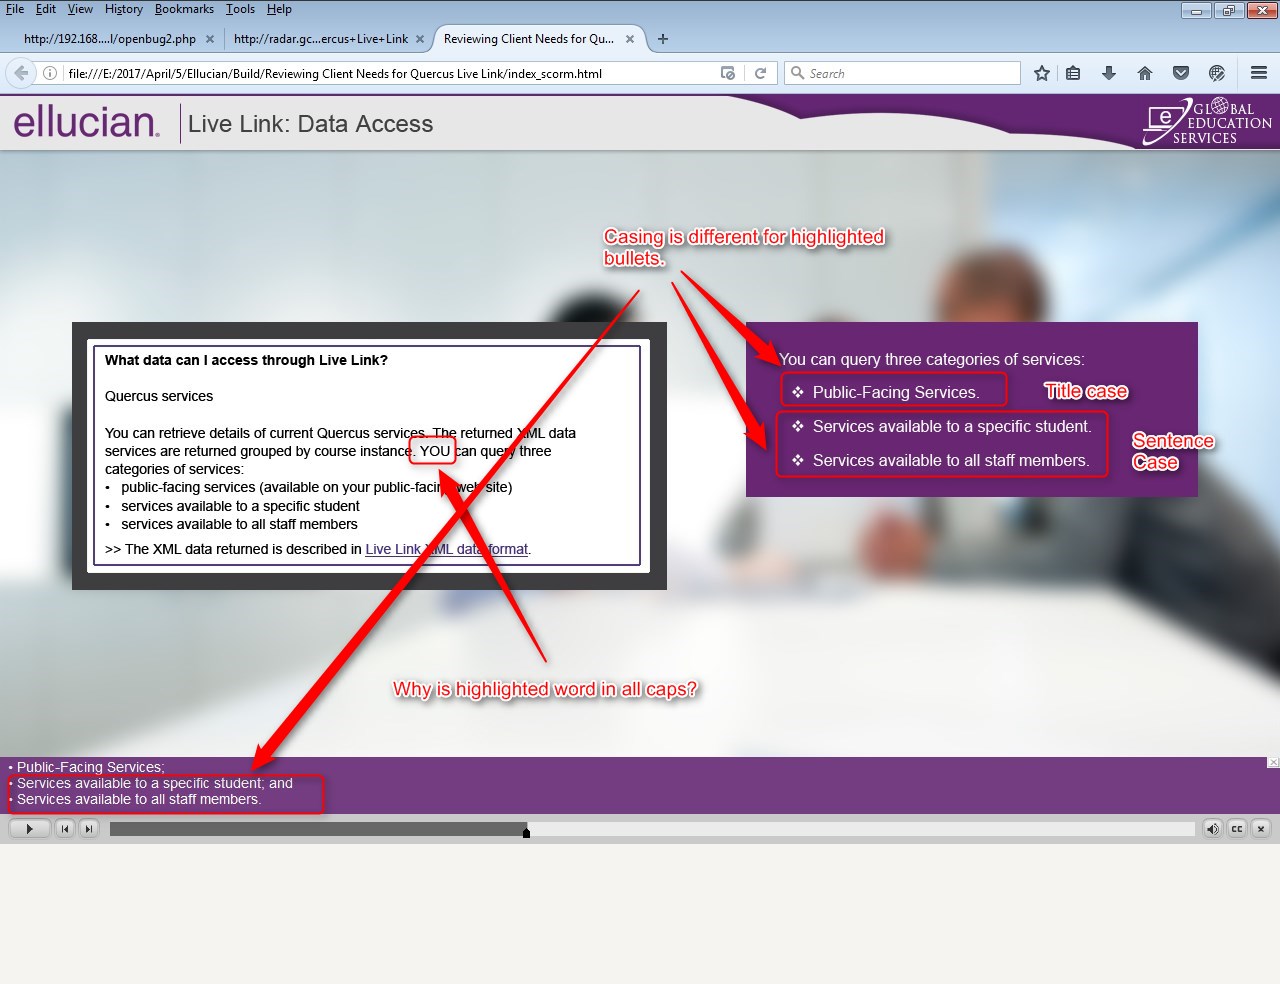 File Edit View History Bookmarks Tools Help
http://192.168....l/openbug2.php
http://radar.gc...ercus+Live+Link
Reviewing Client Needs for Qu...
file:///E:/2017/April/5/Ellucian/Build/Reviewing Client Needs for Quercus Live Link/index_scorm.html
Search
ellucian.
Live Link: Data Access
e
GLOBAL
EDUCATION
SERVICES
Casing is different for highlighted
bullets.
What data can I access through Live Link?
Quercus services
You can retrieve details of current Quercus services. The returned XML data
services are returned grouped by course instance. YOU can query three
categories of services:
• public-facing services (available on your public-facing web site)
• services available to a specific student
• services available to all staff members
>> The XML data returned is described in Live Link XML data format.
You can query three categories of services:
❖ Public-Facing Services.
Title case
❖ Services available to a specific student.
❖ Services available to all staff members.
Sentence
Case
Why is highlighted word in all caps?
• Public-Facing Services;
• Services available to a specific student; and
• Services available to all staff members.
CC